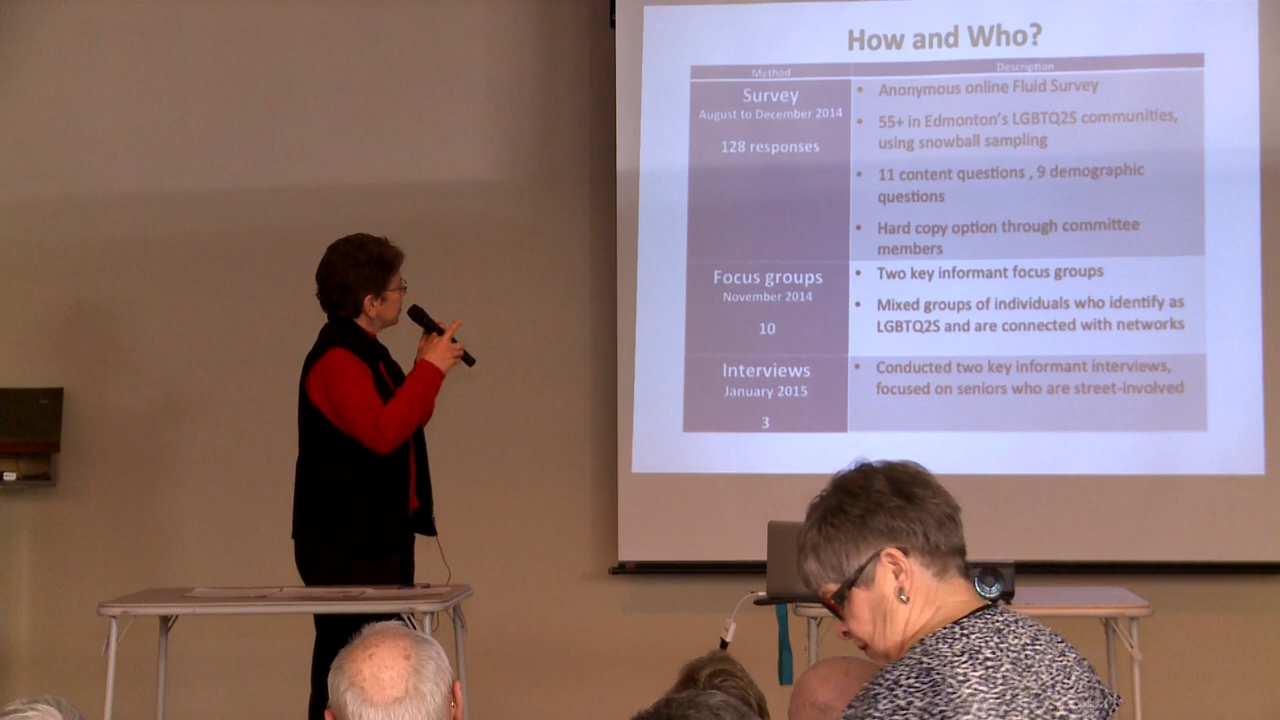 How and Who?
Method
Description
Survey
August to December 2014
128 responses
• Anonymous online Fluid Survey
• 55+ in Edmonton's LGBTQ2S communities,
using snowball sampling
• 11 content questions , 9 demographic
questions
• Hard copy option through committee
members
Focus groups
November 2014
10
• Two key informant focus groups
• Mixed groups of individuals who identify as
LGBTQ2S and are connected with networks
Interviews
January 2015
3
• Conducted two key informant interviews,
focused on seniors who are street-involved